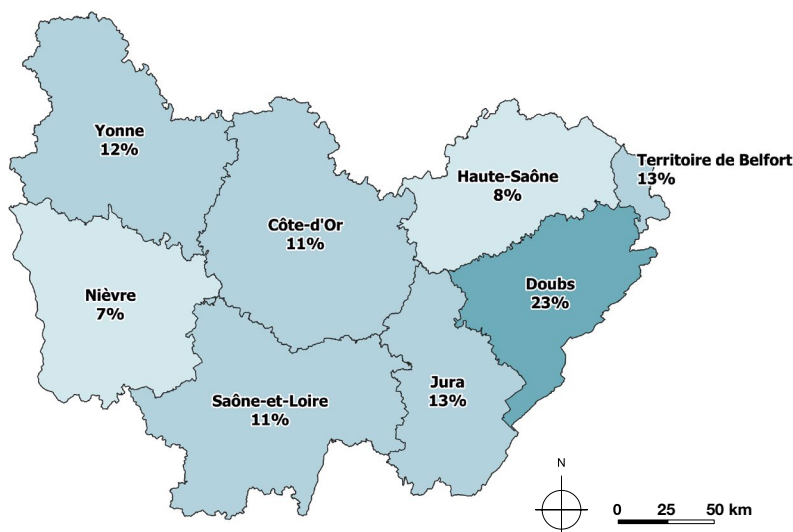 Yonne
12%
Haute-Saône
8%
Territoire de Belfort
13%
Côte-d'Or
11%
Nièvre
7%
Doubs
23%
Saône-et-Loire
11%
Jura
13%
N
0 25 50 km